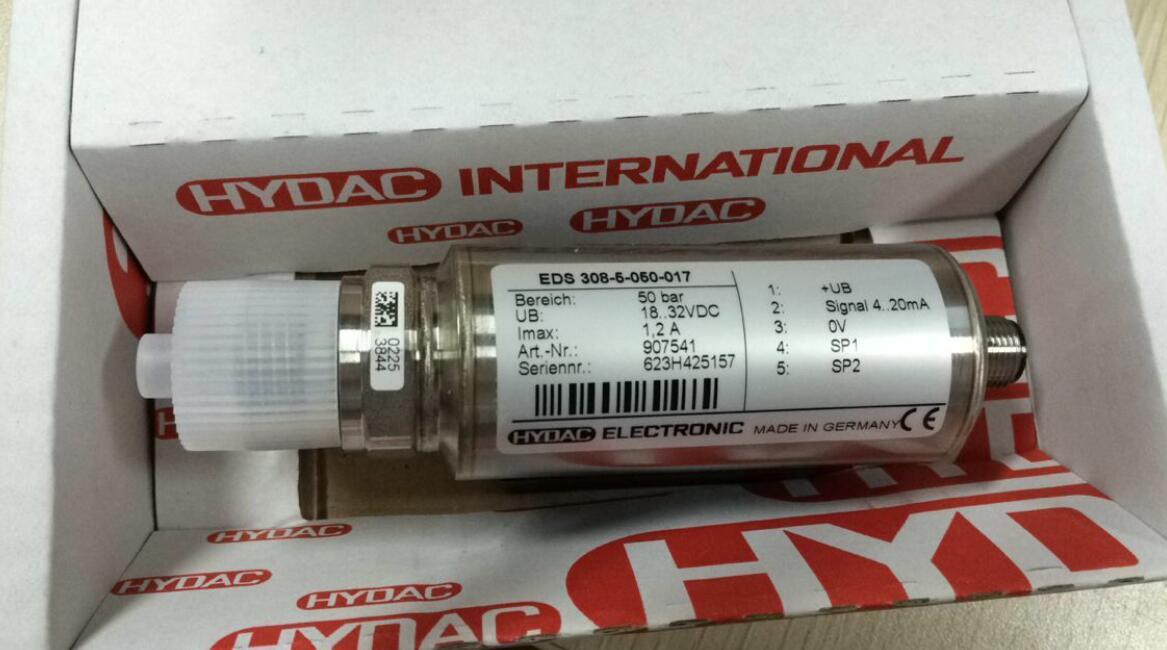 HYDAC INTERNATIONAL
HYDAC HYDAC
EDS 308-5-050-017
Bereich: 50 bar
UB: 18..32VDC
Imax: 1,2 A
Art.-Nr.: 907541
Seriennr.: 623H425157
1: +UB
2: Signal 4..20mA
3: 0V
4: SP1
5: SP2
HYDAC ELECTRONIC MADE IN GERMANY CE
0225
3844
HYDAC
HYDAC
HYDAC
HYDAC
HYD